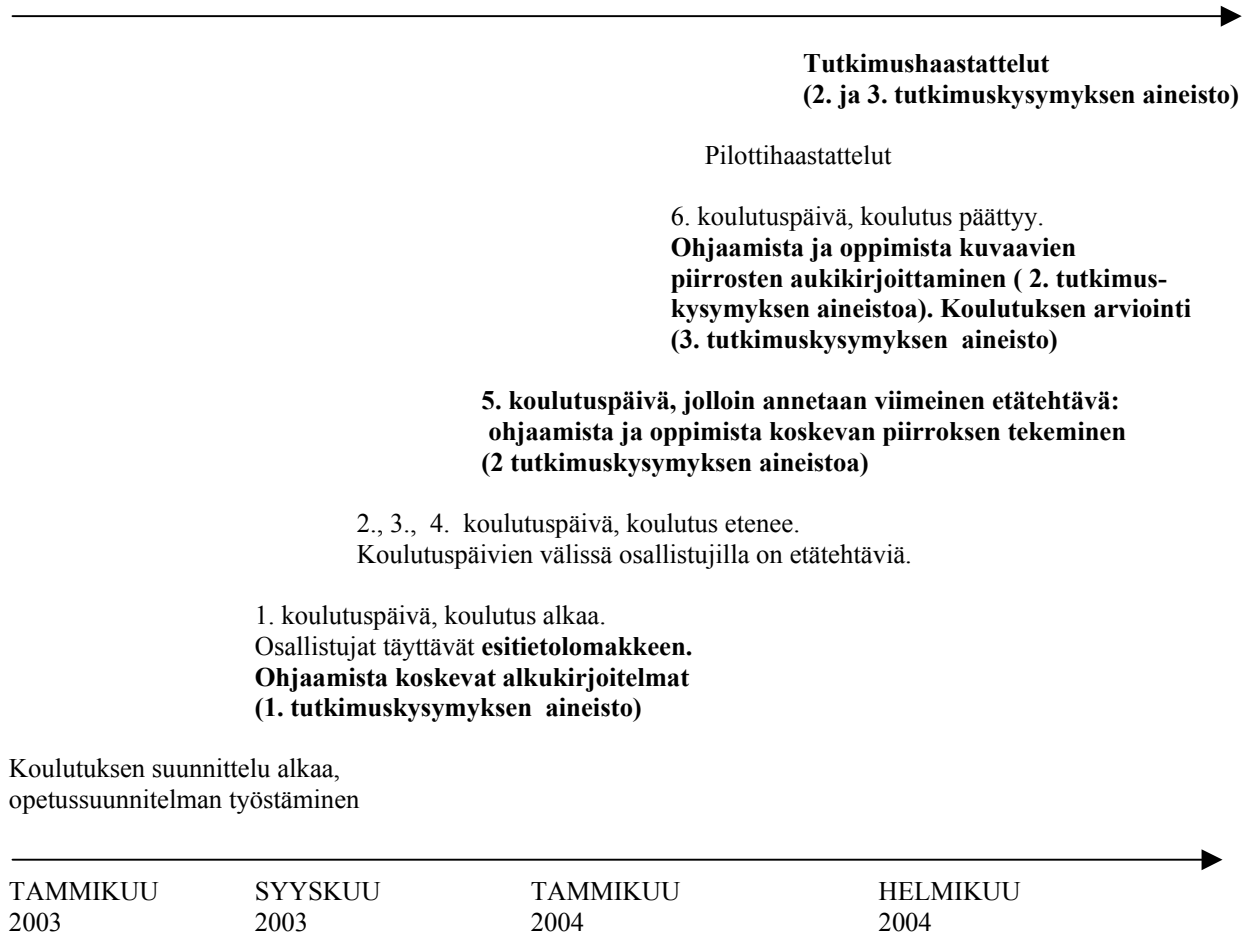 Tutkimushaastattelut
(2. ja 3. tutkimuskysymyksen aineisto)
Pilottihaastattelut
6. koulutuspäivä, koulutus päättyy.
Ohjaamista ja oppimista kuvaavien
piirrosten aukikirjoittaminen ( 2. tutkimus-
kysymyksen aineistoa). Koulutuksen arviointi
(3. tutkimuskysymyksen aineisto)
5. koulutuspäivä, jolloin annetaan viimeinen etätehtävä:
ohjaamista ja oppimista koskevan piirroksen tekeminen
(2 tutkimuskysymyksen aineistoa)
2., 3., 4. koulutuspäivä, koulutus etenee.
Koulutuspäivien välissä osallistujilla on etätehtäviä.
1. koulutuspäivä, koulutus alkaa.
Osallistujat täyttävät esitietolomakkeen.
Ohjaamista koskevat alkukirjoitelmat
(1. tutkimuskysymyksen aineisto)
Koulutuksen suunnittelu alkaa,
opetussuunnitelman työstäminen
TAMMIKUU SYYSKUU TAMMIKUU HELMIKUU
2003 2003 2004 2004